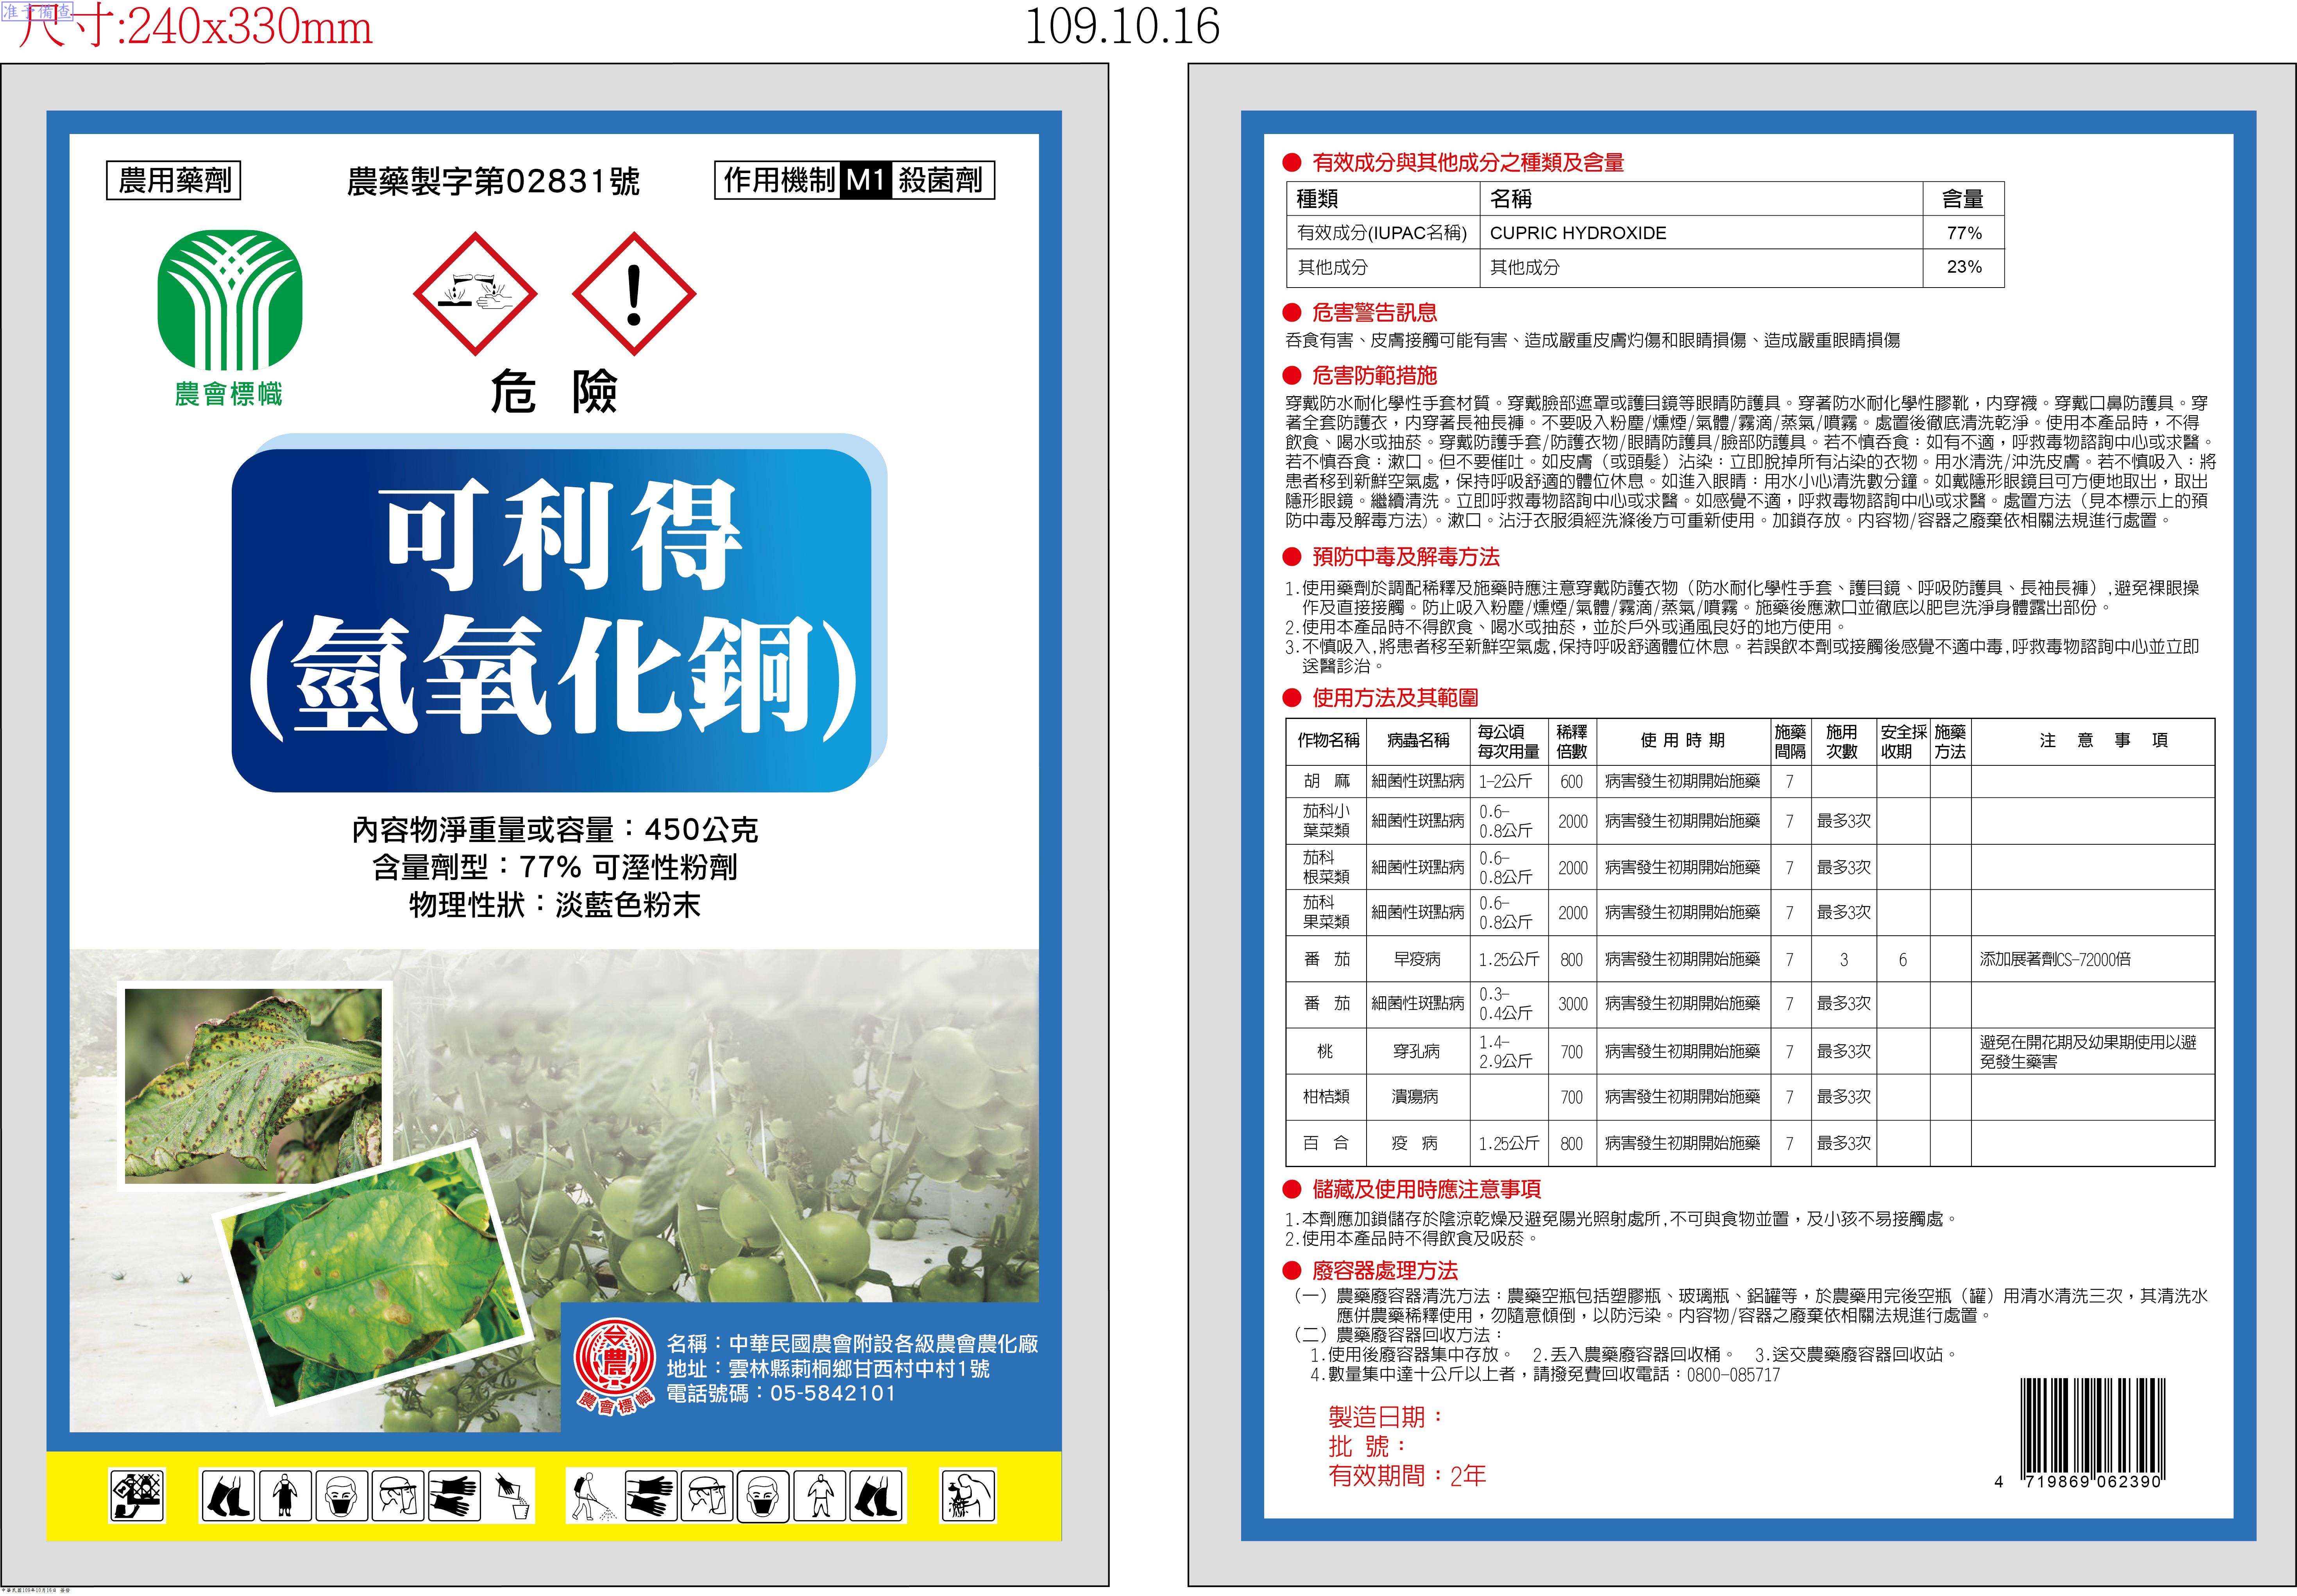 准予備查
尺寸:240x330mm
109.10.16
農用藥劑
農藥製字第02831號
作用機制 M1 殺菌劑
農會標幟
危 險
可利得
(氫氧化銅)
內容物淨重量或容量：450公克
含量劑型：77% 可溼性粉劑
物理性狀：淡藍色粉末
農會標幟
名稱：中華民國農會附設各級農會農化廠
地址：雲林縣莿桐鄉甘西村中村1號
電話號碼：05-5842101
● 有效成分與其他成分之種類及含量
種類 名稱 含量
有效成分(IUPAC名稱) CUPRIC HYDROXIDE 77%
其他成分 其他成分 23%
● 危害警告訊息
吞食有害、皮膚接觸可能有害、造成嚴重皮膚灼傷和眼睛損傷、造成嚴重眼睛損傷
● 危害防範措施
穿戴防水耐化學性手套材質。穿戴臉部遮罩或護目鏡等眼睛防護具。穿著防水耐化學性膠靴，內穿襪。穿戴口鼻防護具。穿
著全套防護衣，內穿著長袖長褲。不要吸入粉塵/燻煙/氣體/霧滴/蒸氣/噴霧。處置後徹底清洗乾淨。使用本產品時，不得
飲食、喝水或抽菸。穿戴防護手套/防護衣物/眼睛防護具/臉部防護具。若不慎吞食：如有不適，呼救毒物諮詢中心或求醫。
若不慎吞食：漱口。但不要催吐。如皮膚（或頭髮）沾染：立即脫掉所有沾染的衣物。用水清洗/沖洗皮膚。若不慎吸入：將
患者移到新鮮空氣處，保持呼吸舒適的體位休息。如進入眼睛：用水小心清洗數分鐘。如戴隱形眼鏡且可方便地取出，取出
隱形眼鏡。繼續清洗。立即呼救毒物諮詢中心或求醫。如感覺不適，呼救毒物諮詢中心或求醫。處置方法（見本標示上的預
防中毒及解毒方法）。漱口。沾汙衣服須經洗滌後方可重新使用。加鎖存放。內容物/容器之廢棄依相關法規進行處置。
● 預防中毒及解毒方法
1.使用藥劑於調配稀釋及施藥時應注意穿戴防護衣物（防水耐化學性手套、護目鏡、呼吸防護具、長袖長褲）,避免裸眼操
作及直接接觸。防止吸入粉塵/燻煙/氣體/霧滴/蒸氣/噴霧。施藥後應漱口並徹底以肥皂洗淨身體露出部份。
2.使用本產品時不得飲食、喝水或抽菸，並於戶外或通風良好的地方使用。
3.不慎吸入,將患者移至新鮮空氣處,保持呼吸舒適體位休息。若誤飲本劑或接觸後感覺不適中毒,呼救毒物諮詢中心並立即
送醫診治。
● 使用方法及其範圍
作物名稱 病蟲名稱 每公頃每次用量 稀釋倍數 使用時期 施藥間隔 施用次數 安全採收期 施藥方法 注意事項
胡 麻 細菌性斑點病 1-2公斤 600 病害發生初期開始施藥 7
茄科小葉菜類 細菌性斑點病 0.6-0.8公斤 2000 病害發生初期開始施藥 7 最多3次
茄科根菜類 細菌性斑點病 0.6-0.8公斤 2000 病害發生初期開始施藥 7 最多3次
茄科果菜類 細菌性斑點病 0.6-0.8公斤 2000 病害發生初期開始施藥 7 最多3次
番 茄 早疫病 1.25公斤 800 病害發生初期開始施藥 7 3 6 添加展著劑CS-72000倍
番 茄 細菌性斑點病 0.3-0.4公斤 3000 病害發生初期開始施藥 7 最多3次
桃 穿孔病 1.4-2.9公斤 700 病害發生初期開始施藥 7 最多3次 避免在開花期及幼果期使用以避免發生藥害
柑桔類 潰瘍病 700 病害發生初期開始施藥 7 最多3次
百 合 疫 病 1.25公斤 800 病害發生初期開始施藥 7 最多3次
● 儲藏及使用時應注意事項
1.本劑應加鎖儲存於陰涼乾燥及避免陽光照射處所,不可與食物並置，及小孩不易接觸處。
2.使用本產品時不得飲食及吸菸。
● 廢容器處理方法
（一）農藥廢容器清洗方法：農藥空瓶包括塑膠瓶、玻璃瓶、鋁罐等，於農藥用完後空瓶（罐）用清水清洗三次，其清洗水
應併農藥稀釋使用，勿隨意傾倒，以防污染。內容物/容器之廢棄依相關法規進行處置。
（二）農藥廢容器回收方法：
1.使用後廢容器集中存放。 2.丟入農藥廢容器回收桶。 3.送交農藥廢容器回收站。
4.數量集中達十公斤以上者，請撥免費回收電話：0800-085717
製造日期：
批 號：
有效期間：2年
4 719869 062390